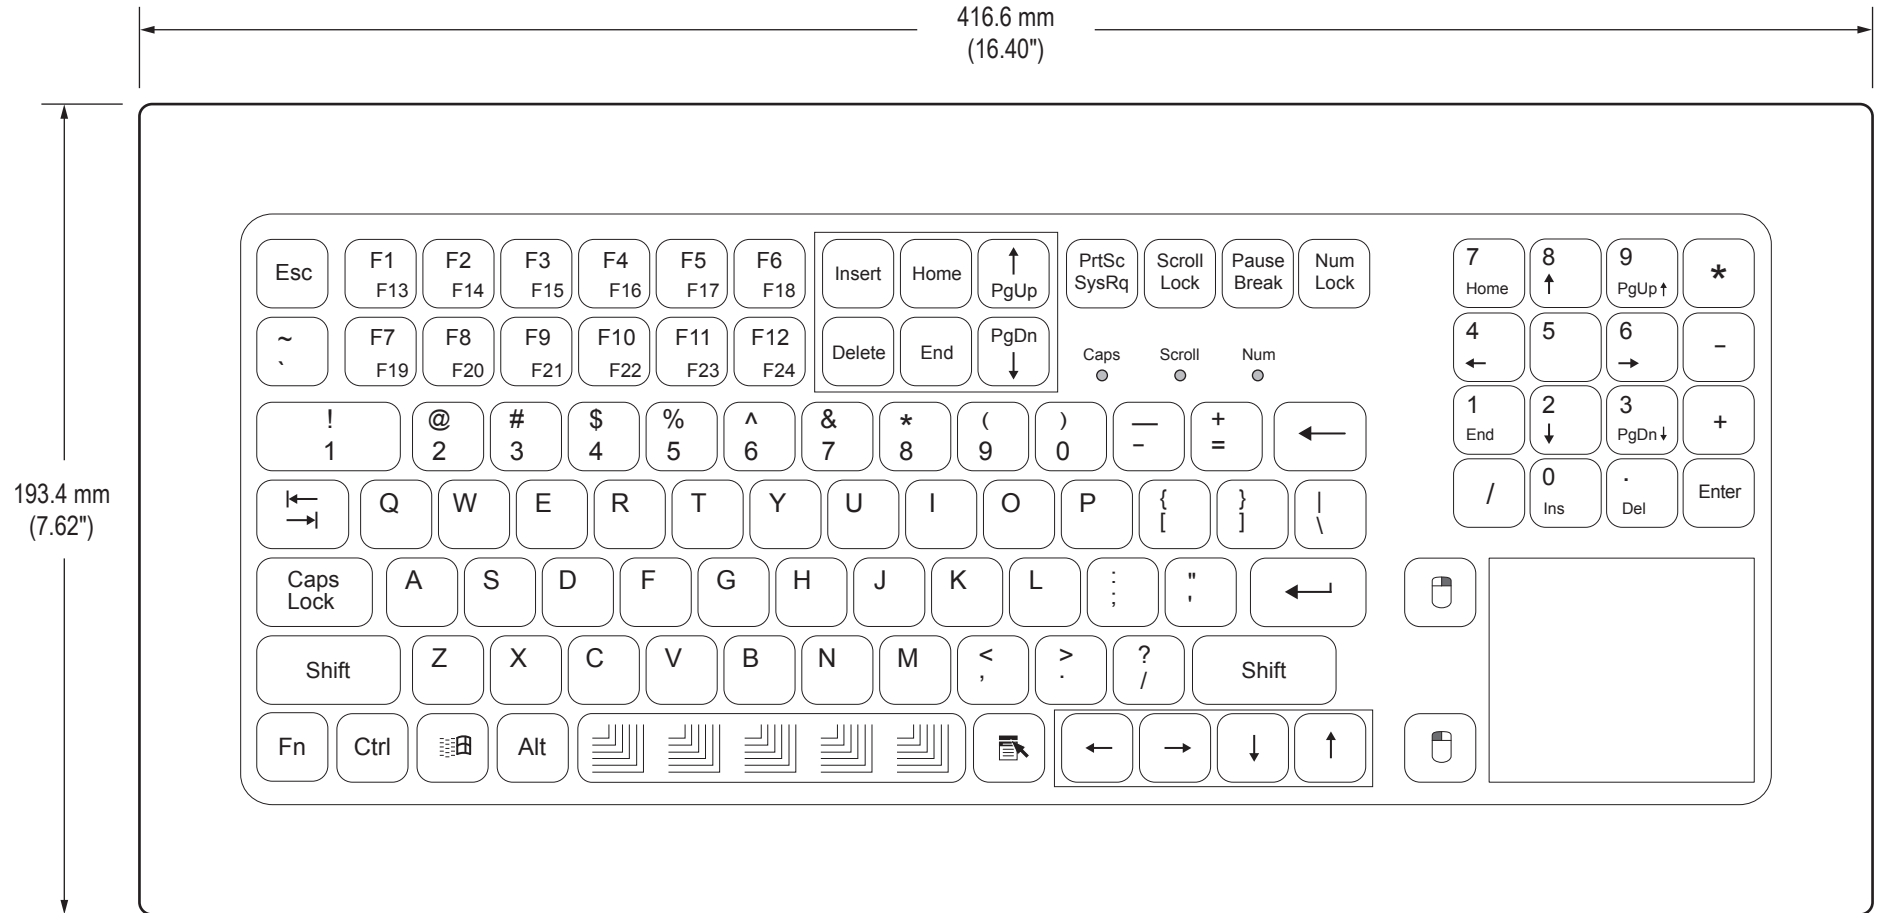 416.6 mm
(16.40")
193.4 mm
(7.62")
Esc
F1
F13
F2
F14
F3
F15
F4
F16
F5
F17
F6
F18
Insert
Home
↑
PgUp
PrtSc
SysRq
Scroll
Lock
Pause
Break
Num
Lock
7
Home
8
↑
9
PgUp↑
*
~
`
F7
F19
F8
F20
F9
F21
F10
F22
F11
F23
F12
F24
Delete
End
PgDn
↓
Caps
Scroll
Num
4
←
5
6
→
-
!
1
@
2
#
3
$
4
%
5
^
6
&
7
*
8
(
9
)
0
—
-
+
=
←
1
End
2
↓
3
PgDn↓
+
Q
W
E
R
T
Y
U
I
O
P
{
[
}
]
|
\
/
0
Ins
.
Del
Enter
Caps
Lock
A
S
D
F
G
H
J
K
L
:
;
"
'
Shift
Z
X
C
V
B
N
M
<
,
>
.
?
/
Shift
Fn
Ctrl
Alt
←
→
↓
↑